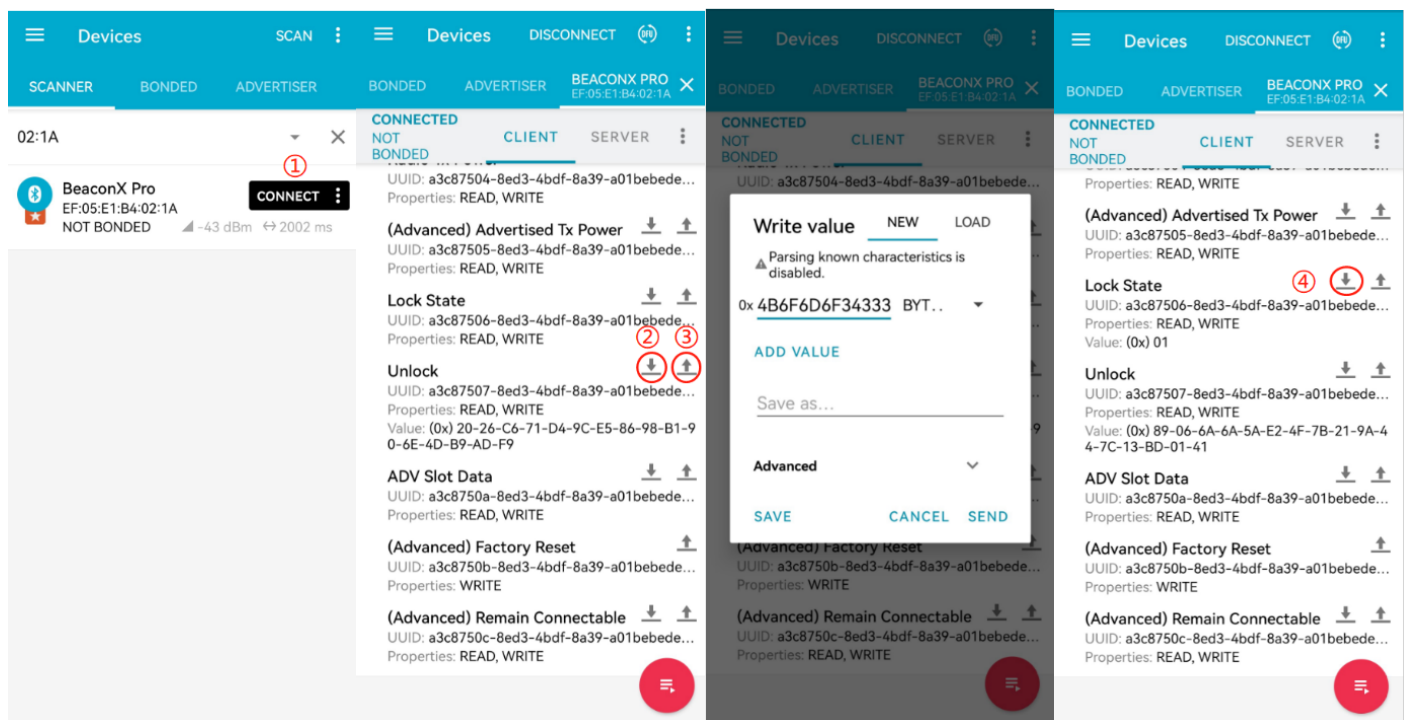 Devices
SCAN
SCANNER
BONDED
ADVERTISER
02:1A
①
BeaconX Pro
CONNECT
EF:05:E1:B4:02:1A
NOT BONDED
-43 dBm
2002 ms
Devices
DISCONNECT
DFU
BONDED
ADVERTISER
BEACONX PRO
EF:05:E1:B4:02:1A
CONNECTED
NOT
BONDED
CLIENT
SERVER
UUID: a3c87504-8ed3-4bdf-8a39-a01bebede...
Properties: READ, WRITE
(Advanced) Advertised Tx Power
UUID: a3c87505-8ed3-4bdf-8a39-a01bebede...
Properties: READ, WRITE
Lock State
UUID: a3c87506-8ed3-4bdf-8a39-a01bebede...
Properties: READ, WRITE
② ③
Unlock
UUID: a3c87507-8ed3-4bdf-8a39-a01bebede...
Properties: READ, WRITE
Value: (0x) 20-26-C6-71-D4-9C-E5-86-98-B1-9
0-6E-4D-B9-AD-F9
ADV Slot Data
UUID: a3c8750a-8ed3-4bdf-8a39-a01bebede...
Properties: READ, WRITE
(Advanced) Factory Reset
UUID: a3c8750b-8ed3-4bdf-8a39-a01bebede...
Properties: WRITE
(Advanced) Remain Connectable
UUID: a3c8750c-8ed3-4bdf-8a39-a01bebede...
Properties: READ, WRITE
Devices
DISCONNECT
DFU
BONDED
ADVERTISER
BEACONX PRO
EF:05:E1:B4:02:1A
CONNECTED
NOT
BONDED
CLIENT
SERVER
UUID: a3c87504-8ed3-4bdf-8a39-a01bebede...
Write value
NEW
LOAD
Parsing known characteristics is
disabled.
0x 4B6F6D6F34333 BYT..
ADD VALUE
Save as...
Advanced
SAVE
CANCEL
SEND
(Advanced) Factory Reset
UUID: a3c8750b-8ed3-4bdf-8a39-a01bebede...
Properties: WRITE
(Advanced) Remain Connectable
UUID: a3c8750c-8ed3-4bdf-8a39-a01bebede...
Properties: READ, WRITE
Devices
DISCONNECT
DFU
BONDED
ADVERTISER
BEACONX PRO
EF:05:E1:B4:02:1A
CONNECTED
NOT
BONDED
CLIENT
SERVER
Properties: READ, WRITE
(Advanced) Advertised Tx Power
UUID: a3c87505-8ed3-4bdf-8a39-a01bebede...
Properties: READ, WRITE
Lock State
④
UUID: a3c87506-8ed3-4bdf-8a39-a01bebede...
Properties: READ, WRITE
Value: (0x) 01
Unlock
UUID: a3c87507-8ed3-4bdf-8a39-a01bebede...
Properties: READ, WRITE
Value: (0x) 89-06-6A-6A-5A-E2-4F-7B-21-9A-4
4-7C-13-BD-01-41
ADV Slot Data
UUID: a3c8750a-8ed3-4bdf-8a39-a01bebede...
Properties: READ, WRITE
(Advanced) Factory Reset
UUID: a3c8750b-8ed3-4bdf-8a39-a01bebede...
Properties: WRITE
(Advanced) Remain Connectable
UUID: a3c8750c-8ed3-4bdf-8a39-a01bebede...
Properties: READ, WRITE